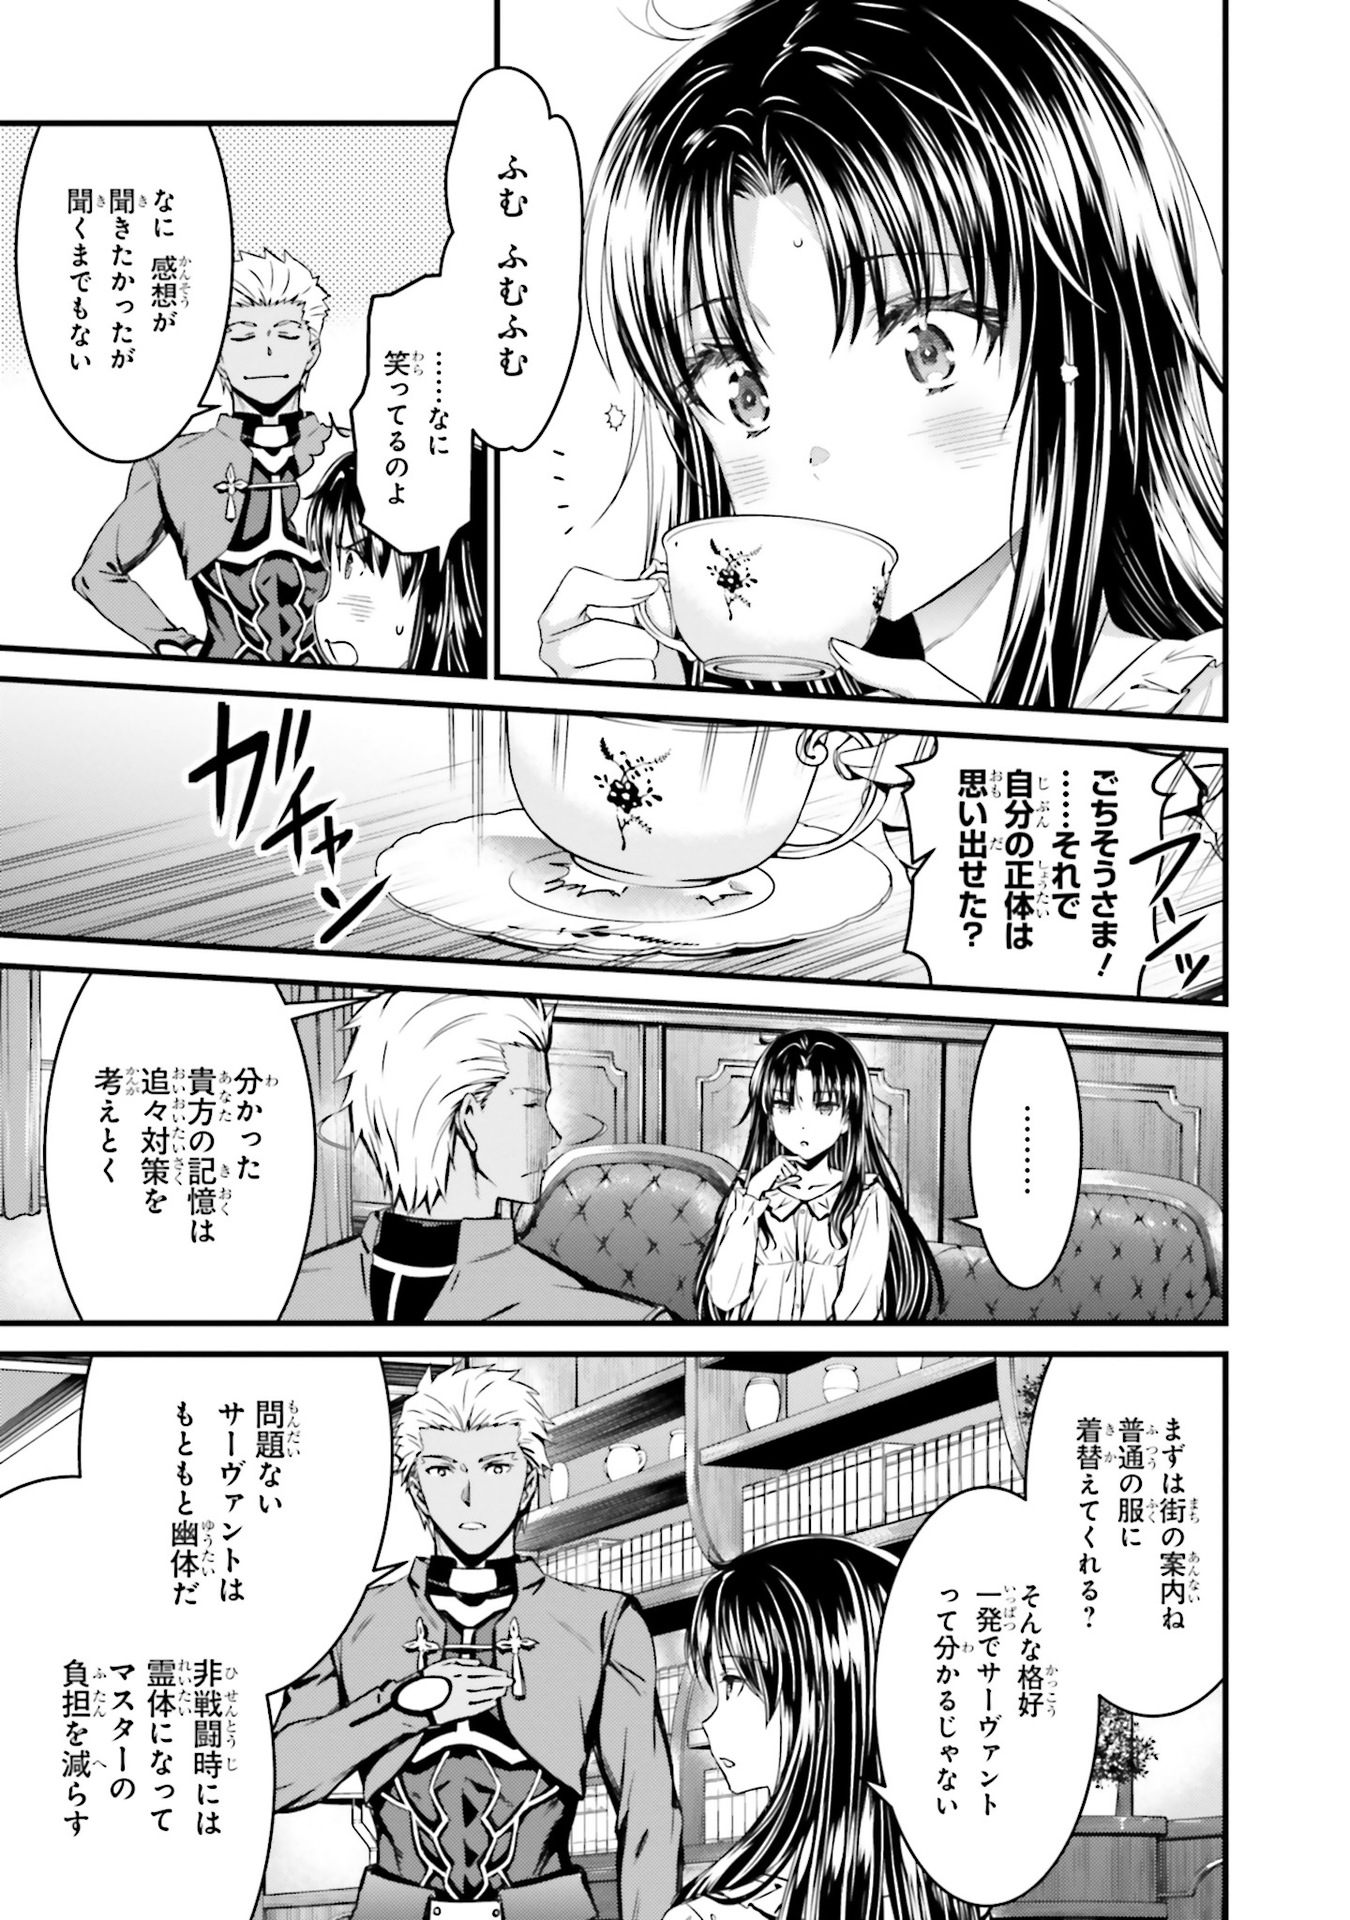 ふむ ふむふむ
……なに
笑ってるのよ
なに 感想が
聞きたかったが
聞くまでもない
ごちそうさま！
……それで
自分の正体は
思い出せた？
ツンツン
ガチャン
………
分かった
貴方の記憶は
追々対策を
考えとく
まずは街の案内ね
普通の服に
着替えてくれる？
そんな格好
一発でサーヴァント
って分かるじゃない
問題ない
サーヴァントは
もともと幽体だ
非戦闘時には
霊体になって
マスターの
負担を減らす